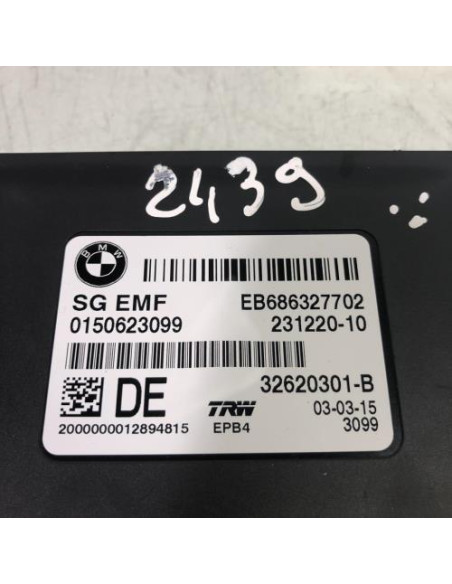 2439
BMW
SG EMF EB686327702
0150623099 231220-10
32620301-B
DE TRW 03-03-15
2000000012894815 EPB4 3099